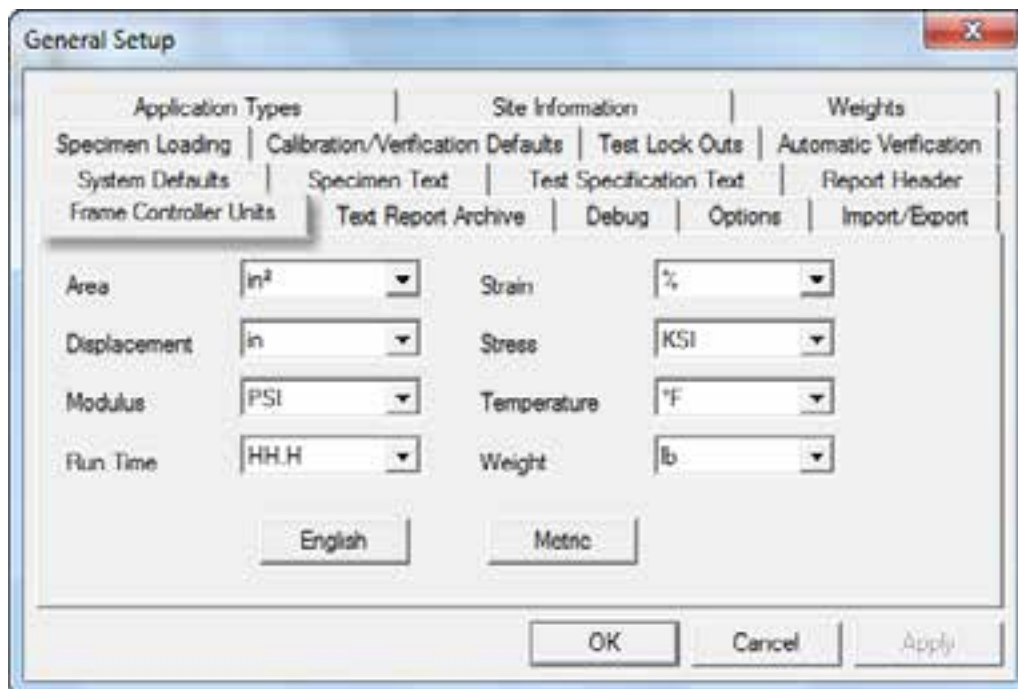 General Setup
Application Types Site Information Weights
Specimen Loading Calibration/Verification Defaults Test Lock Outs Automatic Verification
System Defaults Specimen Text Test Specification Text Report Header
Frame Controller Units Text Report Archive Debug Options Import/Export
Area in² Strain %
Displacement in Stress KSI
Modulus PSI Temperature °F
Run Time HH.H Weight lb
English Metric
OK Cancel Apply